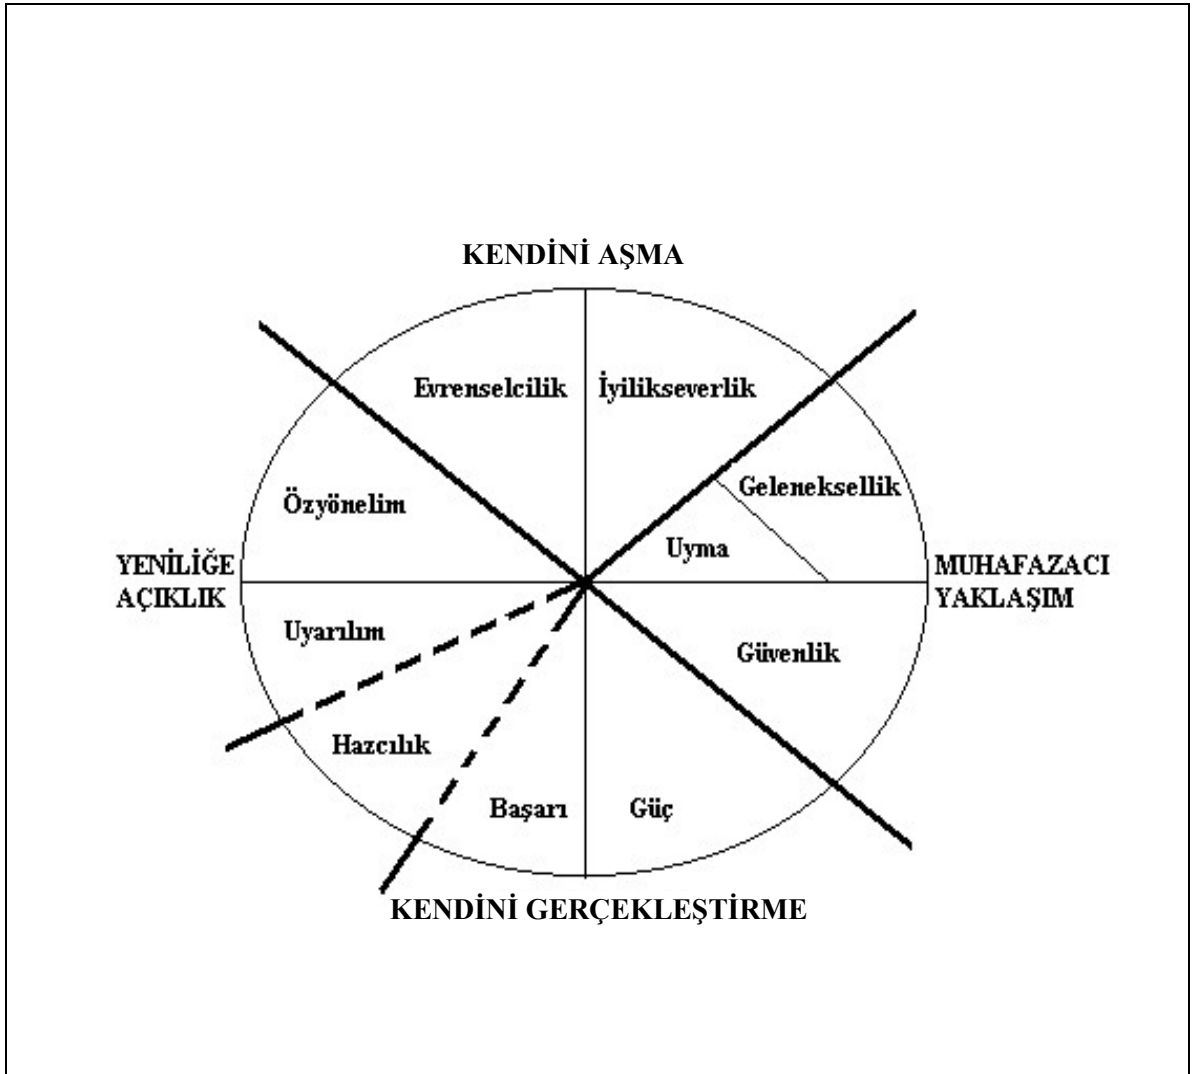 KENDİNİ AŞMA
Evrenselcilik
İyilikseverlik
Özyönelim
Geleneksellik
Uyma
YENİLİĞE
AÇIKLIK
MUHAFAZACI
YAKLAŞIM
Uyarılım
Güvenlik
Hazcılık
Başarı
Güç
KENDİNİ GERÇEKLEŞTİRME